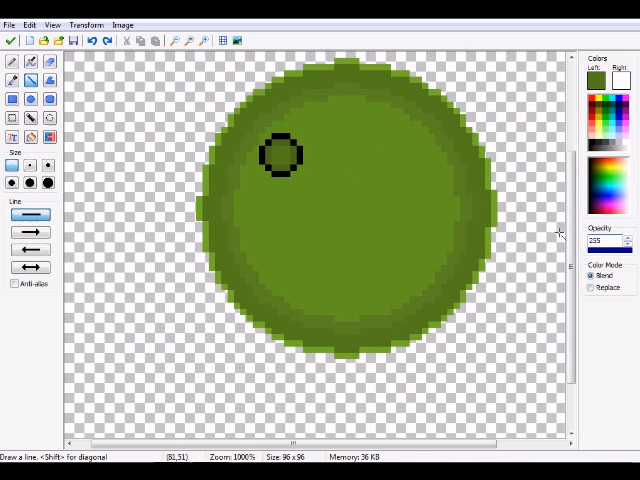 File Edit View Transform Image
Colors
Left: Right:
Size
Line
Anti-alias
Opacity
255
Color Mode
Blend
Replace
Draw a line. <Shift> for diagonal (81,51) Zoom: 1000% Size: 96 x 96 Memory: 36 KB